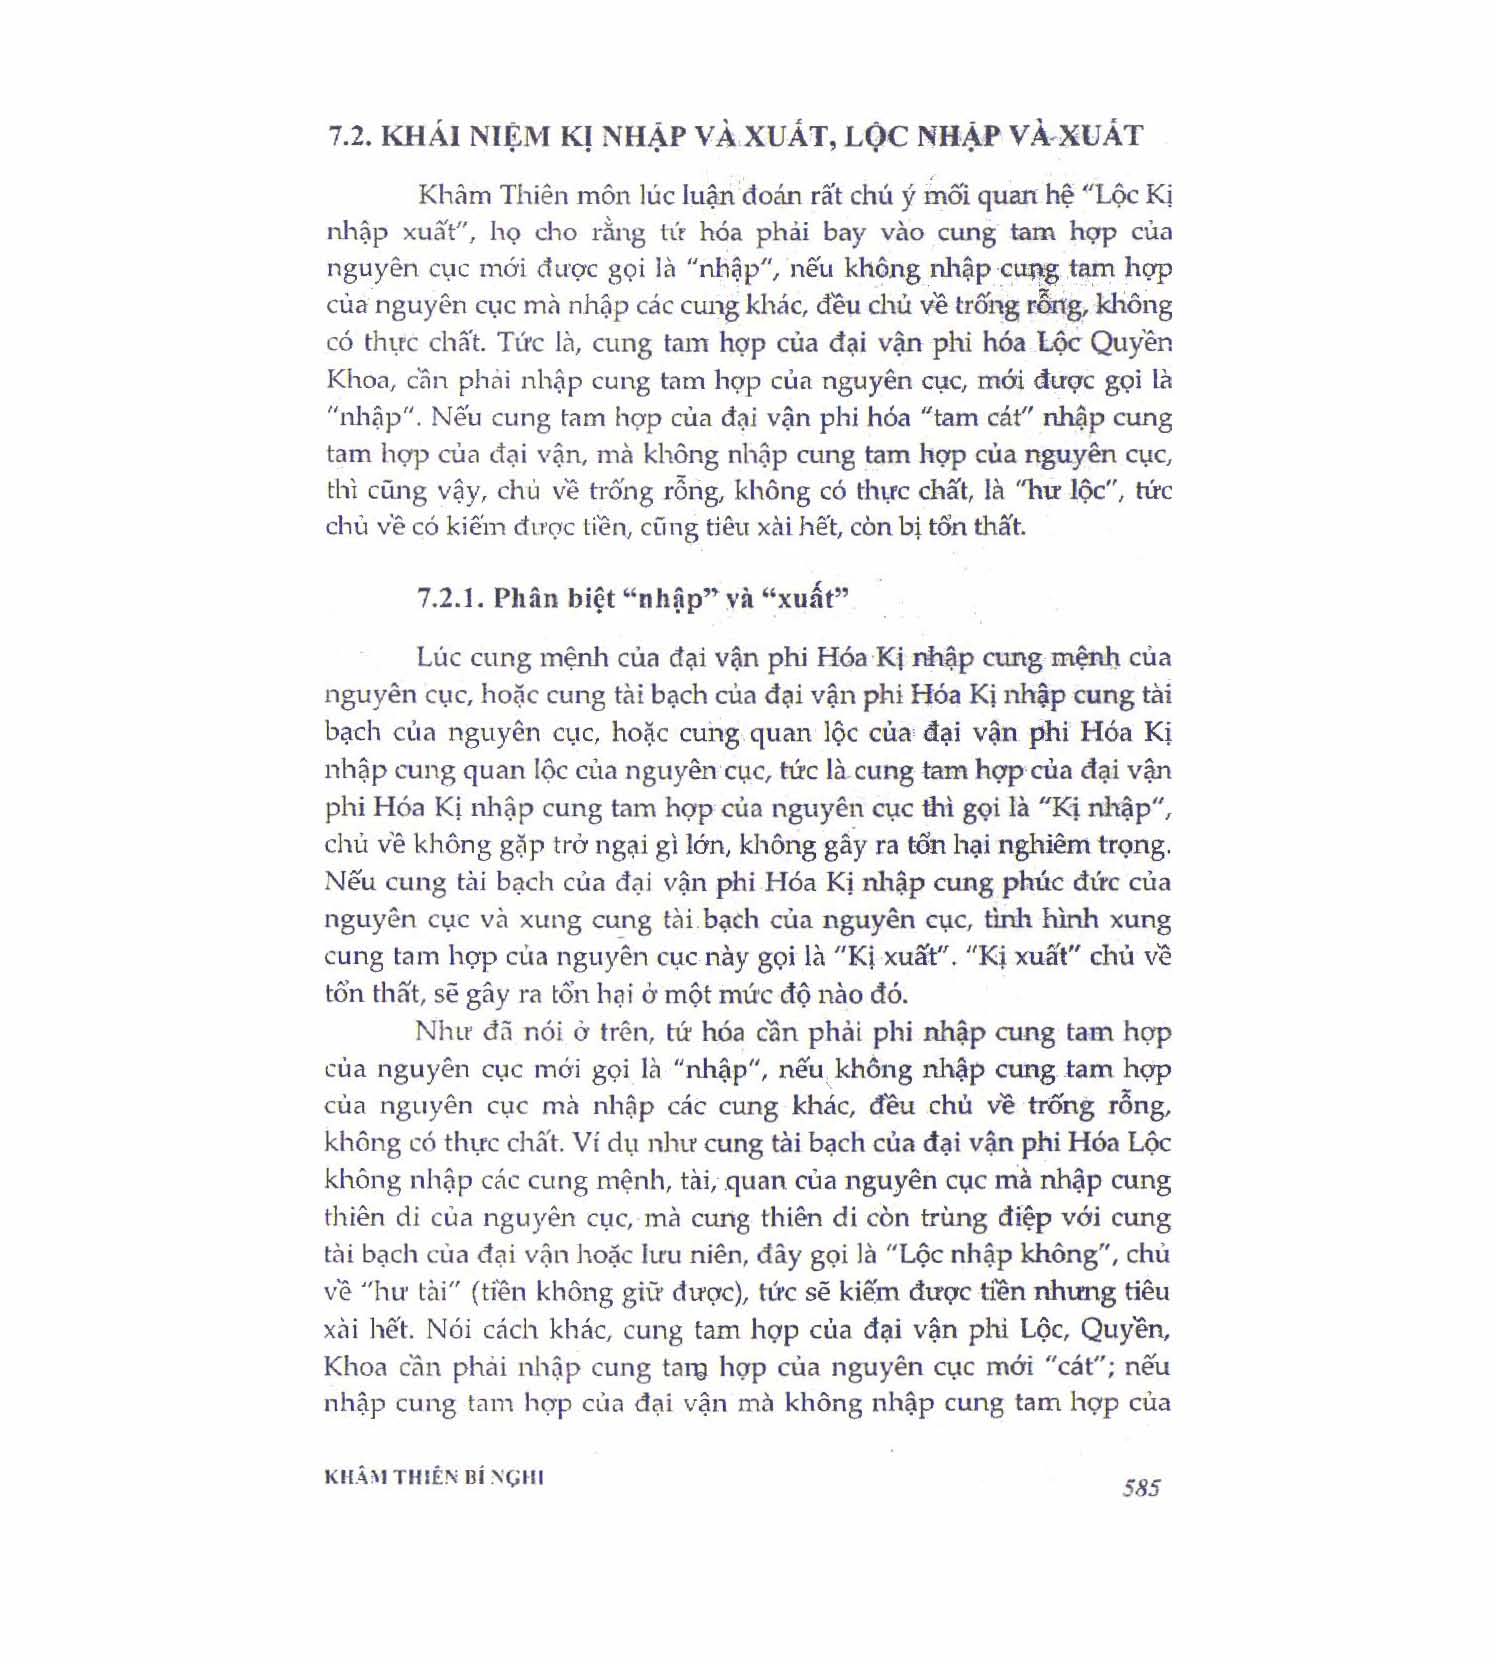 7.2. KHÁI NIỆM KỊ NHẬP VÀ XUẤT, LỘC NHẬP VÀ XUẤT
Khâm Thiên môn lúc luận đoán rất chú ý mối quan hệ "Lộc Kị
nhập xuất", họ cho rằng tứ hóa phải bay vào cung tam hợp của
nguyên cục mới được gọi là "nhập", nếu không nhập cung tam hợp
của nguyên cục mà nhập các cung khác, đều chủ về trống rỗng, không
có thực chất. Tức là, cung tam hợp của đại vận phi hóa Lộc Quyền
Khoa, cần phải nhập cung tam hợp của nguyên cục, mới được gọi là
"nhập". Nếu cung tam hợp của đại vận phi hóa "tam cát" nhập cung
tam hợp của đại vận, mà không nhập cung tam hợp của nguyên cục,
thì cũng vậy, chủ về trống rỗng, không có thực chất, là "hư lộc", tức
chủ về có kiếm được tiền, cũng tiêu xài hết, còn bị tổn thất.
7.2.1. Phân biệt "nhập" và "xuất"
Lúc cung mệnh của đại vận phi Hóa Kị nhập cung mệnh của
nguyên cục, hoặc cung tài bạch của đại vận phi Hóa Kị nhập cung tài
bạch của nguyên cục, hoặc cung quan lộc của đại vận phi Hóa Kị
nhập cung quan lộc của nguyên cục, tức là cung tam hợp của đại vận
phi Hóa Kị nhập cung tam hợp của nguyên cục thì gọi là "Kị nhập",
chủ về không gặp trở ngại gì lớn, không gây ra tổn hại nghiêm trọng.
Nếu cung tài bạch của đại vận phi Hóa Kị nhập cung phúc đức của
nguyên cục và xung cung tài bạch của nguyên cục, tình hình xung
cung tam hợp của nguyên cục này gọi là "Kị xuất". "Kị xuất" chủ về
tổn thất, sẽ gây ra tổn hại ở một mức độ nào đó.
Như đã nói ở trên, tứ hóa cần phải phi nhập cung tam hợp
của nguyên cục mới gọi là "nhập", nếu không nhập cung tam hợp
của nguyên cục mà nhập các cung khác, đều chủ về trống rỗng,
không có thực chất. Ví dụ như cung tài bạch của đại vận phi Hóa Lộc
không nhập các cung mệnh, tài, quan của nguyên cục mà nhập cung
thiên di của nguyên cục, mà cung thiên di còn trùng điệp với cung
tài bạch của đại vận hoặc lưu niên, đây gọi là "Lộc nhập không", chủ
về "hư tài" (tiền không giữ được), tức sẽ kiếm được tiền nhưng tiêu
xài hết. Nói cách khác, cung tam hợp của đại vận phi Lộc, Quyền,
Khoa cần phải nhập cung tam hợp của nguyên cục mới "cát"; nếu
nhập cung tam hợp của đại vận mà không nhập cung tam hợp của
KHÂM THIÊN BÍ NGHI
585